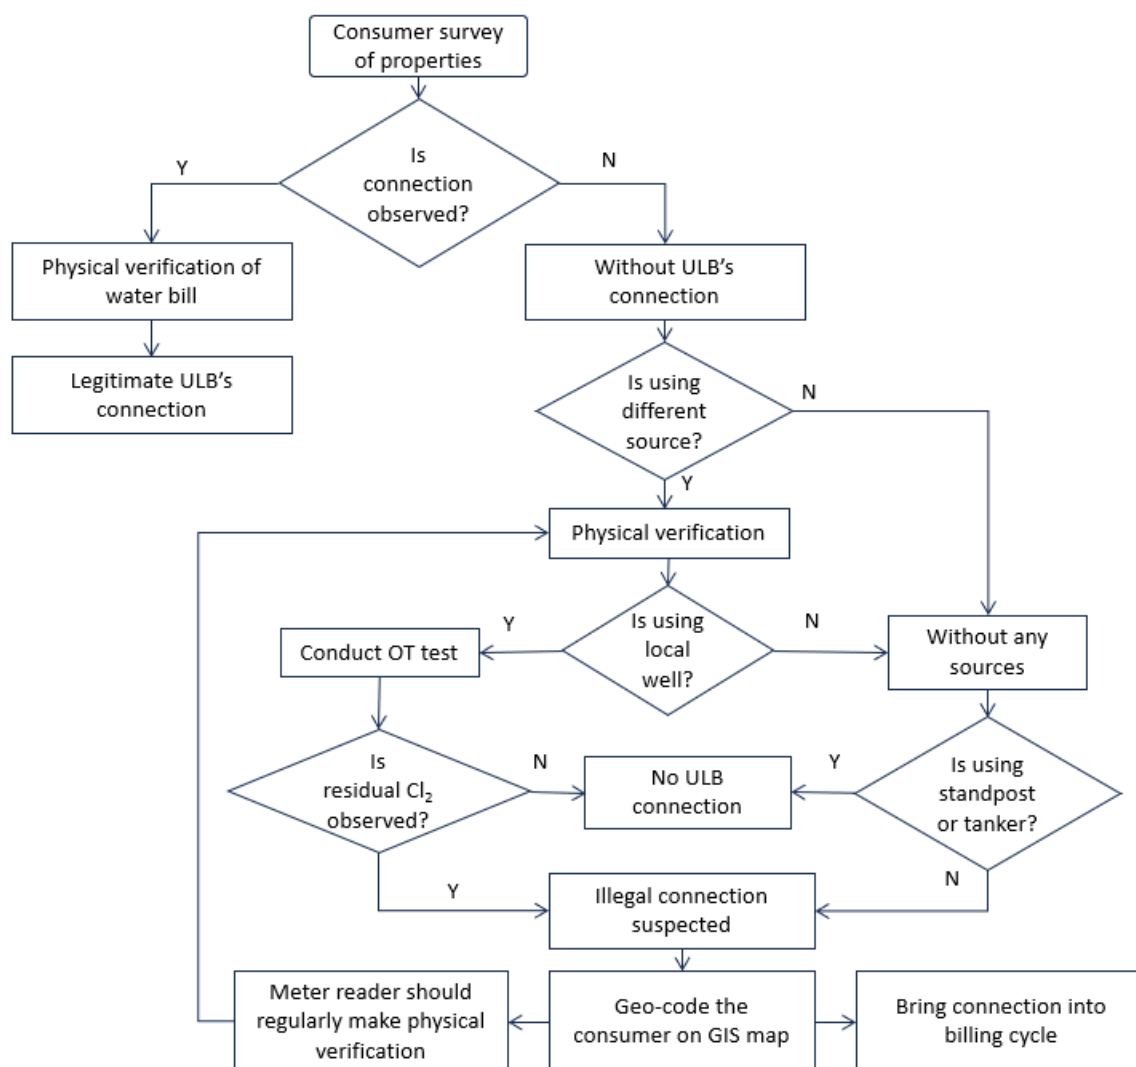 Consumer survey
of properties
Is
connection
observed?
Y
N
Physical verification of
water bill
Without ULB's
connection
Legitimate ULB's
connection
Is using
different
source?
N
Y
Physical verification
Is using
local
well?
Y
N
Conduct OT test
Without any
sources
Is
residual Cl₂
observed?
N
No ULB
connection
Y
Is using
standpost
or tanker?
Y
N
Illegal connection
suspected
Meter reader should
regularly make physical
verification
Geo-code the
consumer on GIS map
Bring connection into
billing cycle